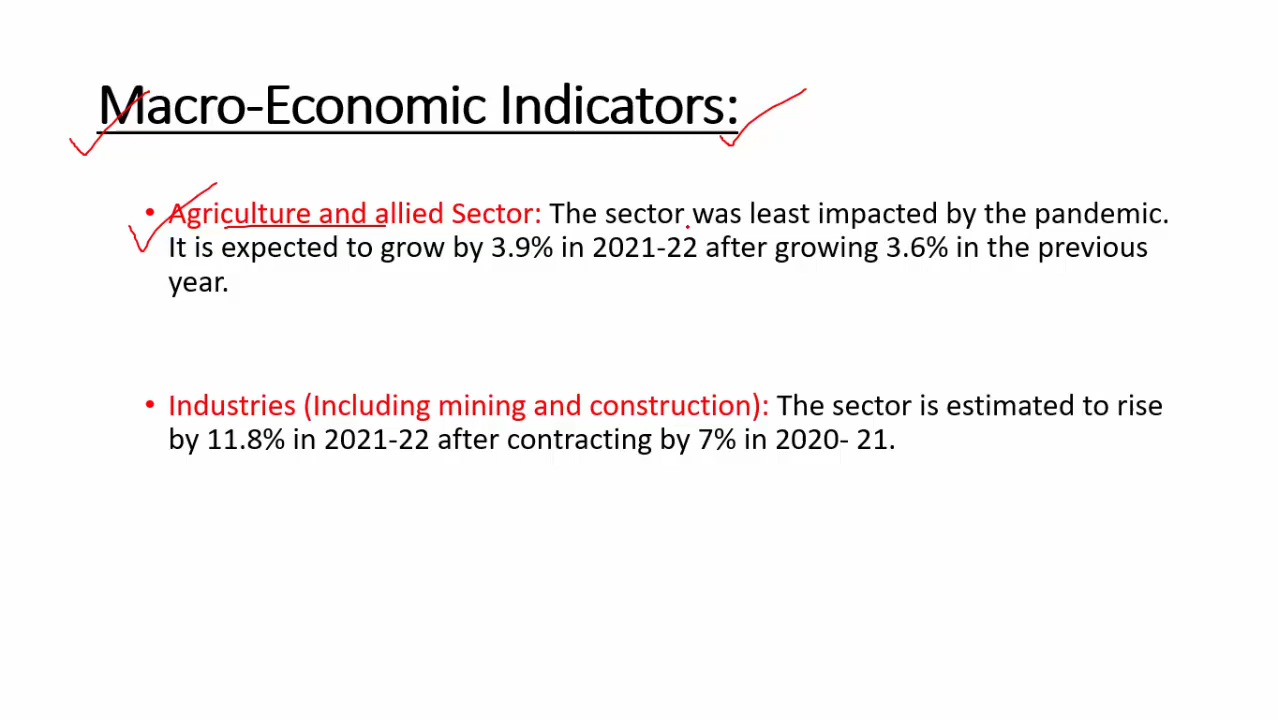 Macro-Economic Indicators:
• Agriculture and allied Sector: The sector was least impacted by the pandemic.
It is expected to grow by 3.9% in 2021-22 after growing 3.6% in the previous
year.
• Industries (Including mining and construction): The sector is estimated to rise
by 11.8% in 2021-22 after contracting by 7% in 2020- 21.